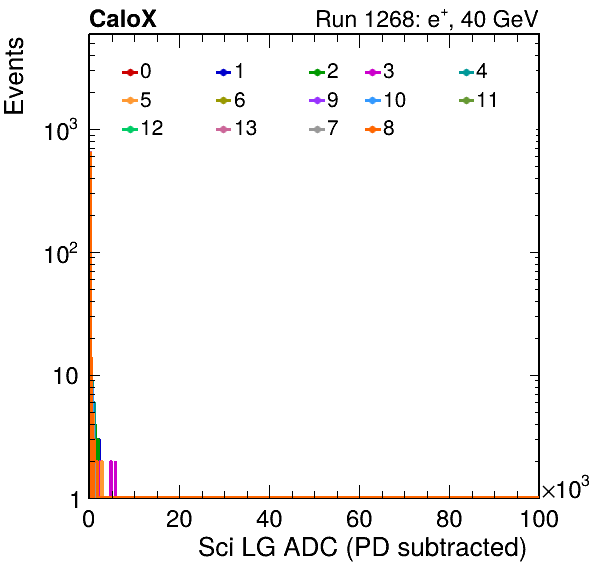 CaloX Run 1268: e⁺, 40 GeV
Events
0 1 2 3 4
5 6 9 10 11
12 13 7 8
10³
10²
10
1
0 20 40 60 80 100
×10³
Sci LG ADC (PD subtracted)